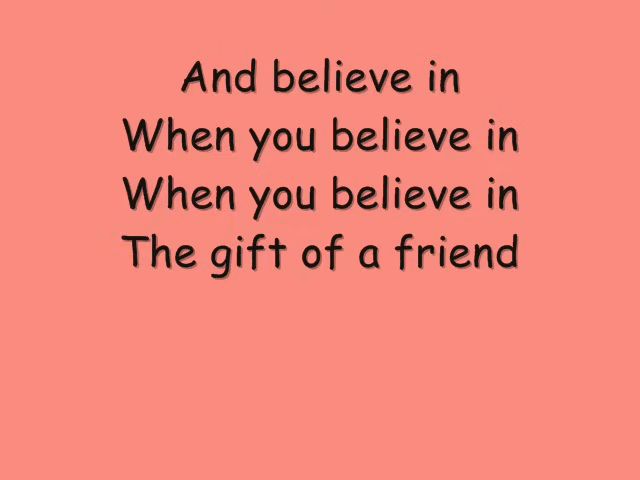 And believe in
When you believe in
When you believe in
The gift of a friend